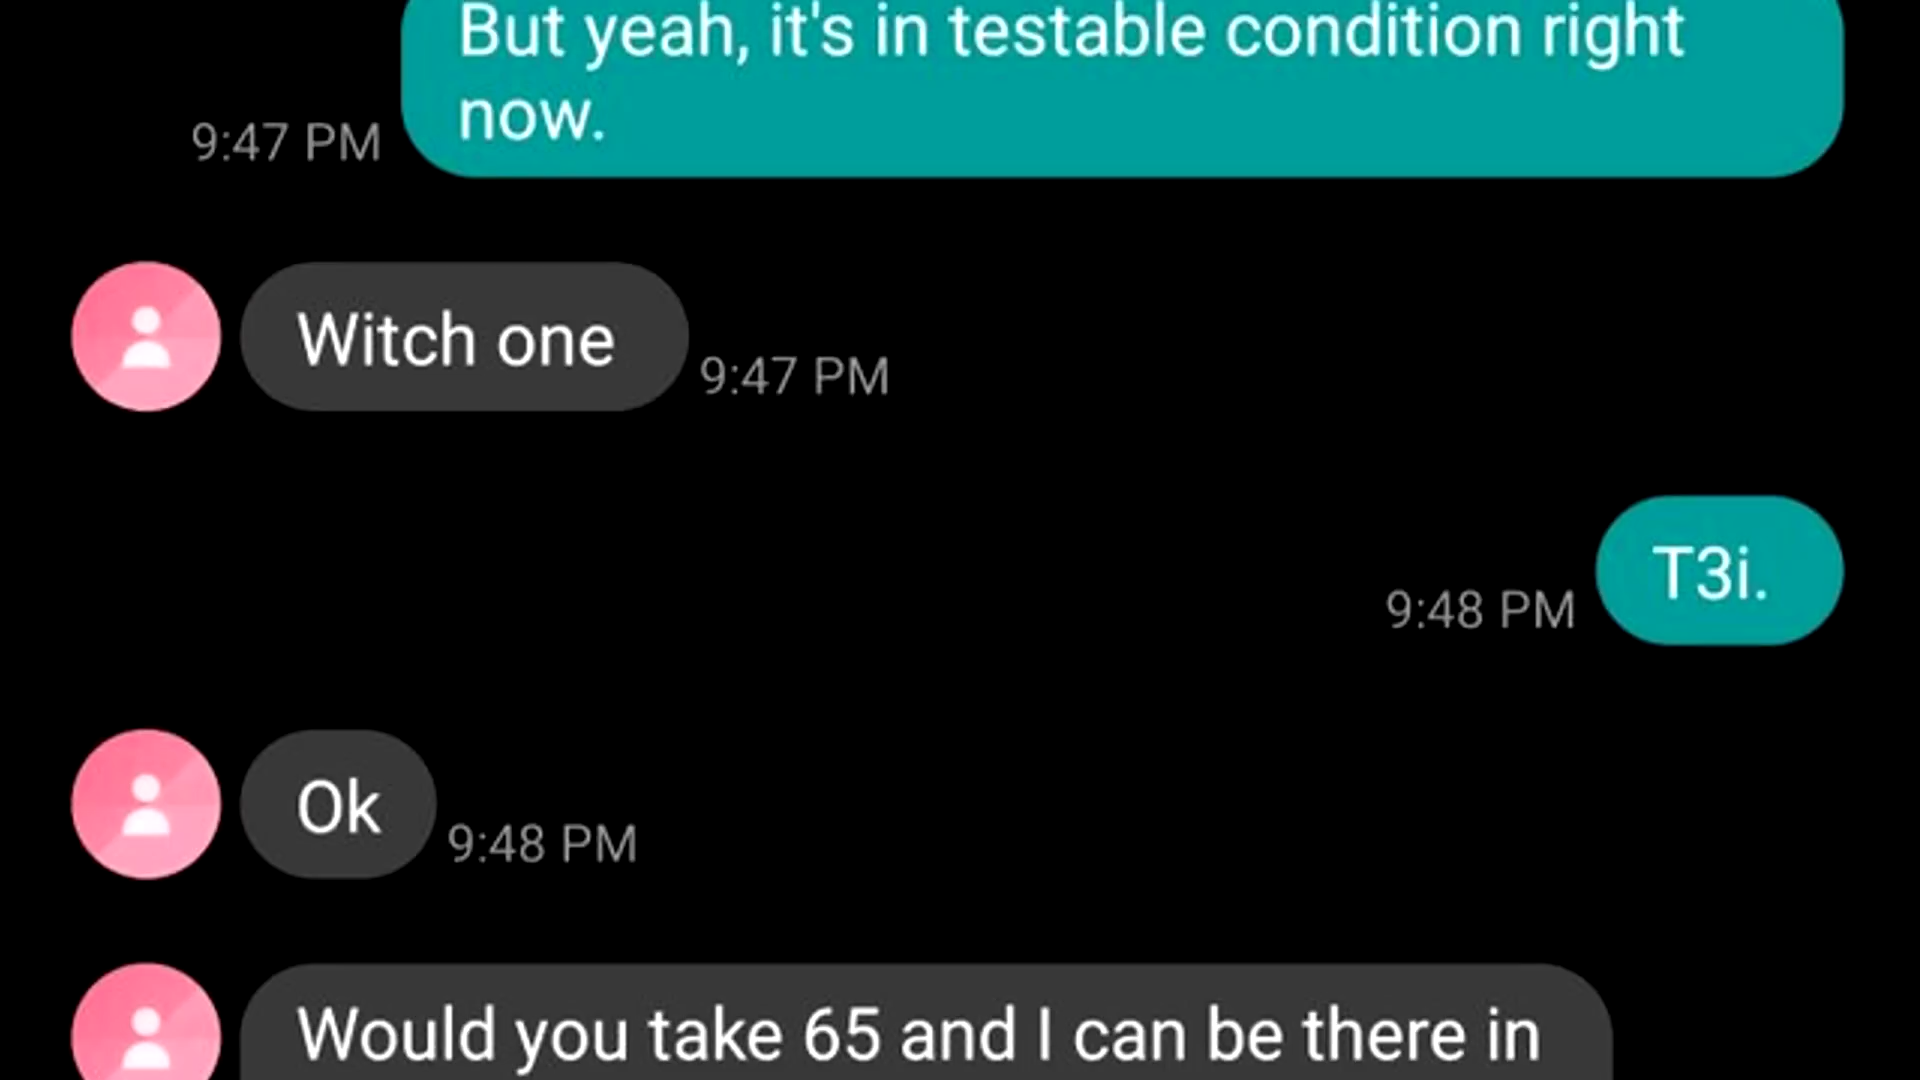 But yeah, it's in testable condition right
now.
9:47 PM
Witch one
9:47 PM
T3i.
9:48 PM
Ok
9:48 PM
Would you take 65 and I can be there in